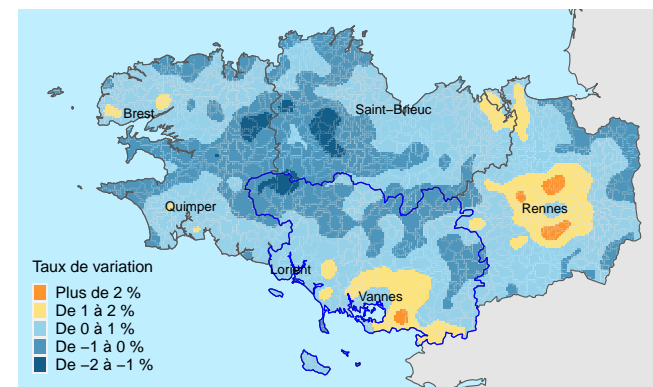 Saint−Brieuc
Brest
Quimper
Rennes
Lorient
Vannes
Taux de variation
Plus de 2 %
De 1 à 2 %
De 0 à 1 %
De −1 à 0 %
De −2 à −1 %